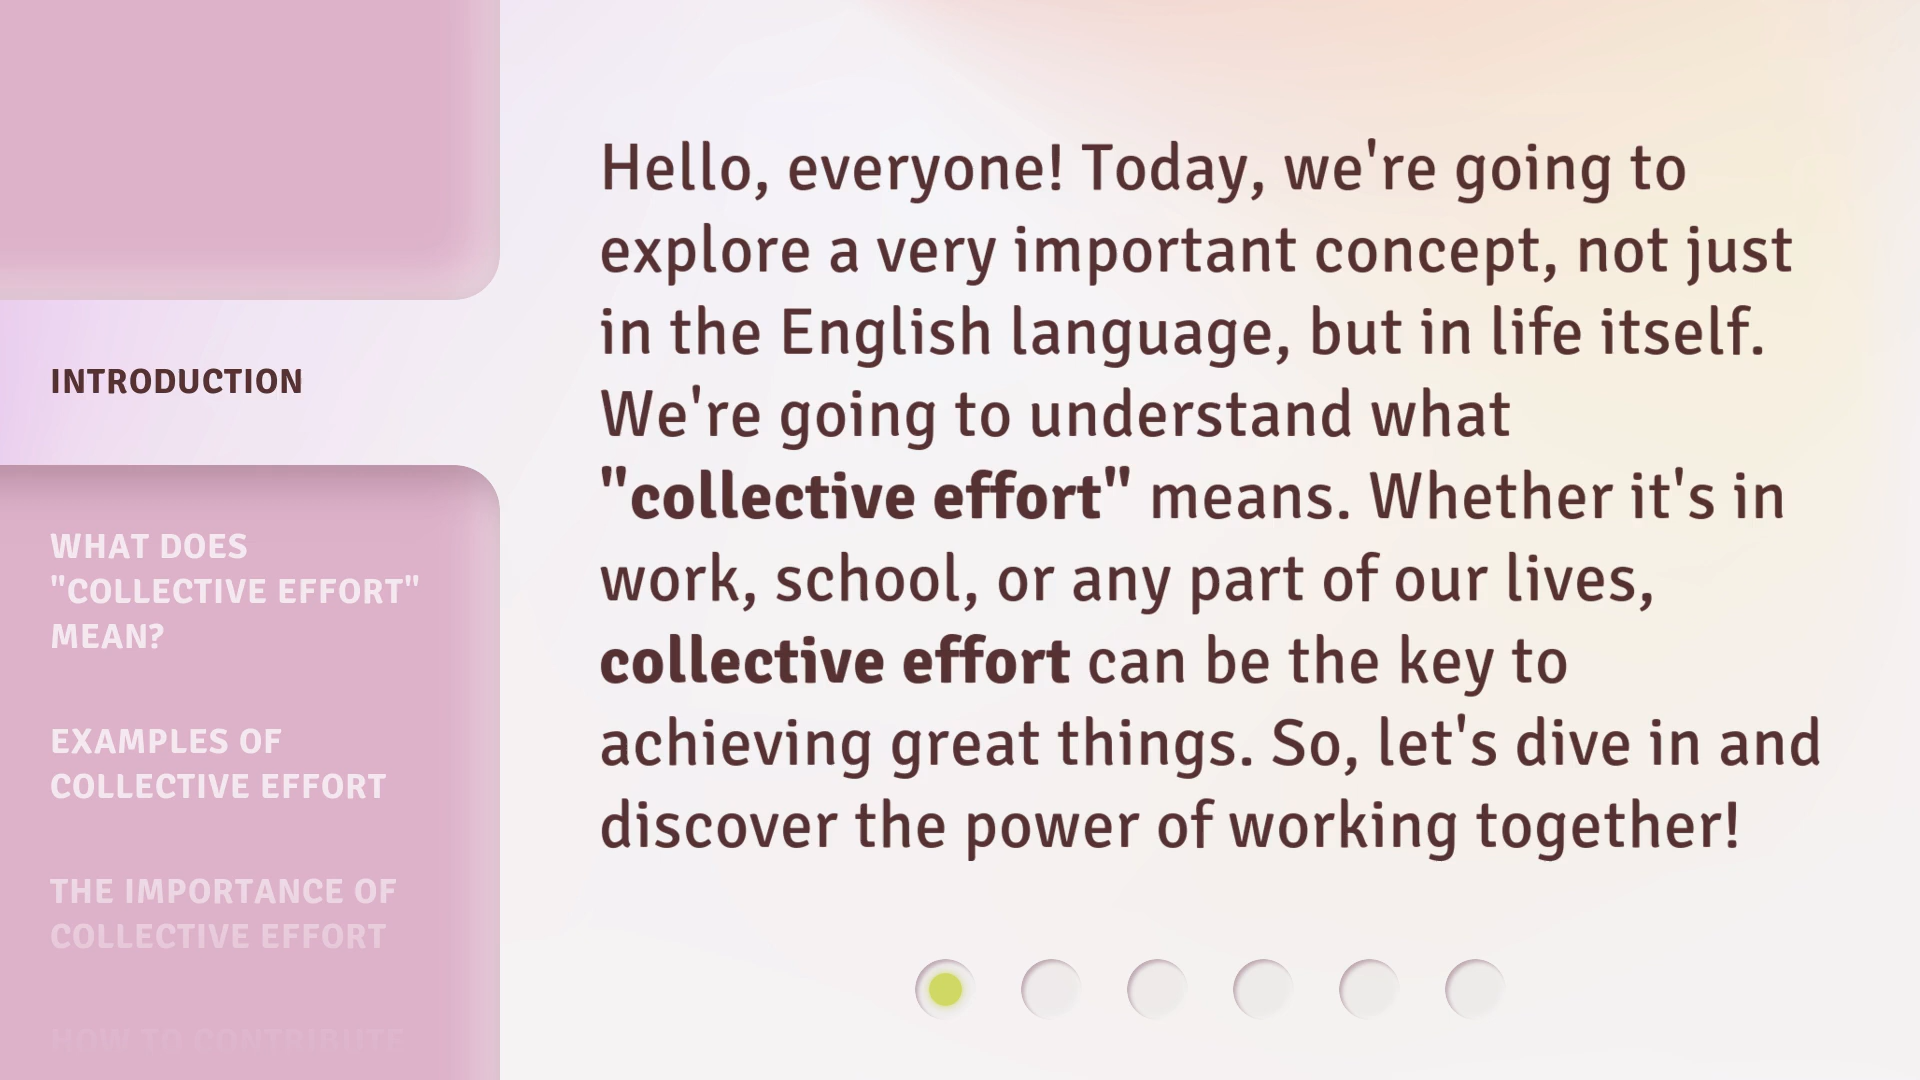 INTRODUCTION
WHAT DOES
"COLLECTIVE EFFORT"
MEAN?
EXAMPLES OF
COLLECTIVE EFFORT
THE IMPORTANCE OF
COLLECTIVE EFFORT
HOW TO CONTRIBUTE
Hello, everyone! Today, we're going to
explore a very important concept, not just
in the English language, but in life itself.
We're going to understand what
"collective effort" means. Whether it's in
work, school, or any part of our lives,
collective effort can be the key to
achieving great things. So, let's dive in and
discover the power of working together!